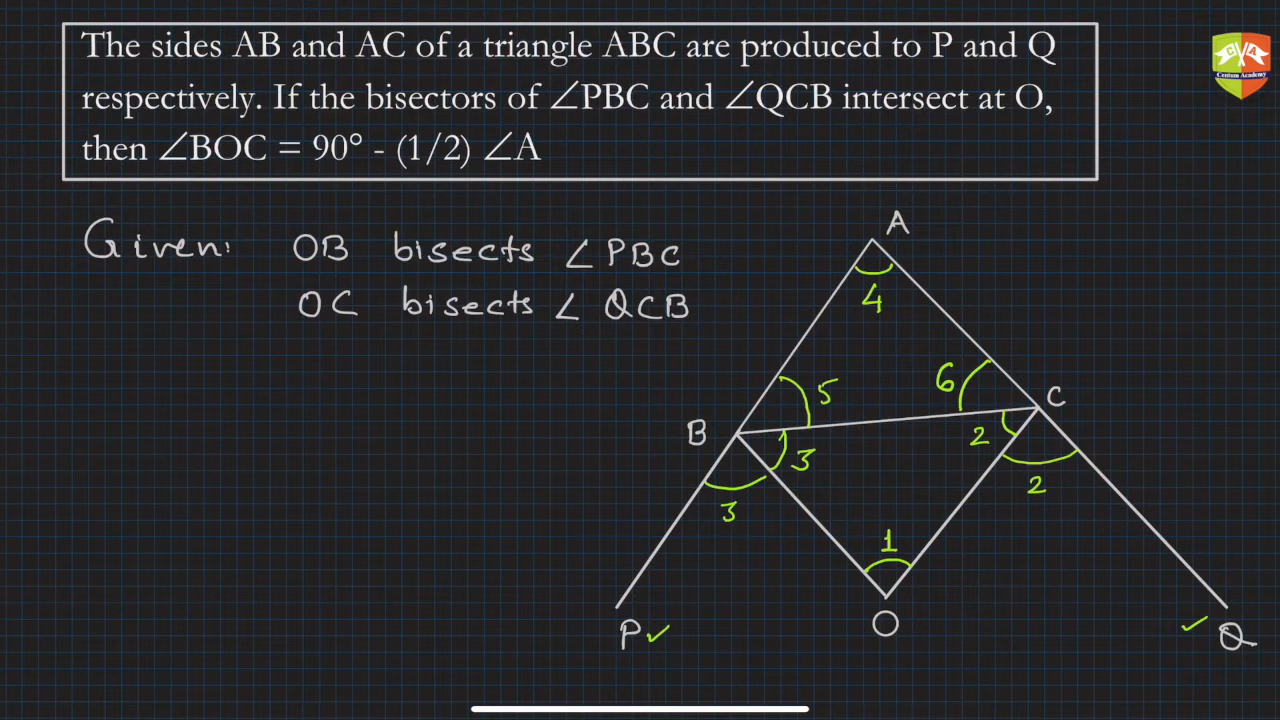 The sides AB and AC of a triangle ABC are produced to P and Q
respectively. If the bisectors of ∠PBC and ∠QCB intersect at O,
then ∠BOC = 90° - (1/2) ∠A
C A
Centum Academy
Given: OB bisects ∠PBC
OC bisects ∠ QCB
A
4
5
6
C
B
3
2
3
2
1
P ✓
O
✓ Q